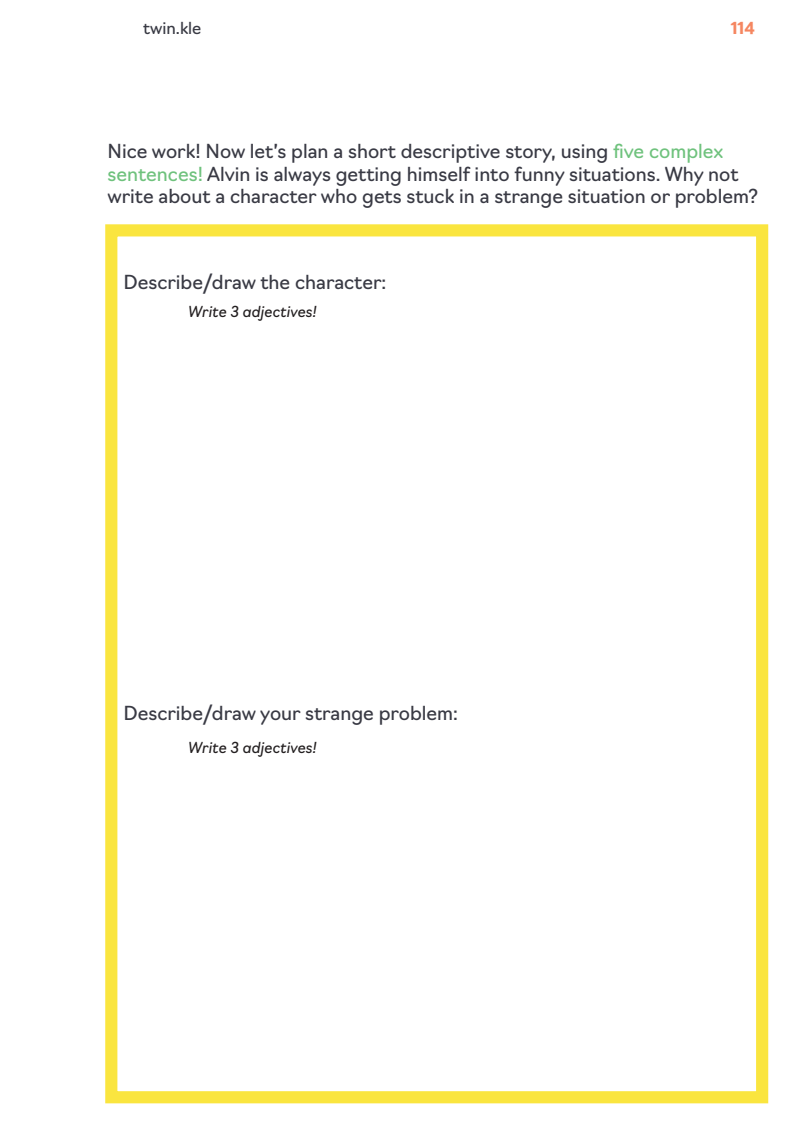 twin.kle
114
Nice work! Now let's plan a short descriptive story, using five complex
sentences! Alvin is always getting himself into funny situations. Why not
write about a character who gets stuck in a strange situation or problem?
Describe/draw the character:
Write 3 adjectives!
Describe/draw your strange problem:
Write 3 adjectives!